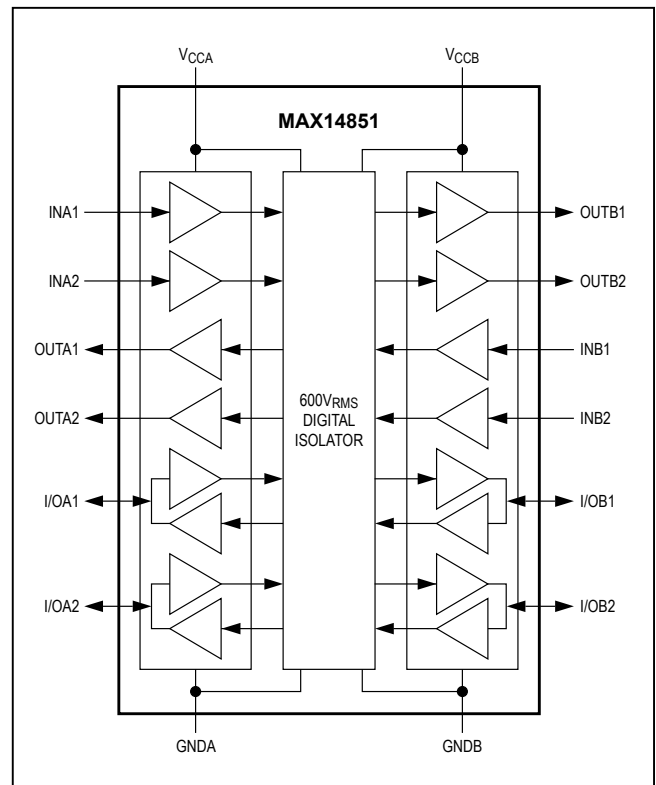 VCCA VCCB
MAX14851
INA1 OUTB1
INA2 OUTB2
OUTA1 INB1
OUTA2 INB2
600VRMS
DIGITAL
ISOLATOR
I/OA1 I/OB1
I/OA2 I/OB2
GNDA GNDB